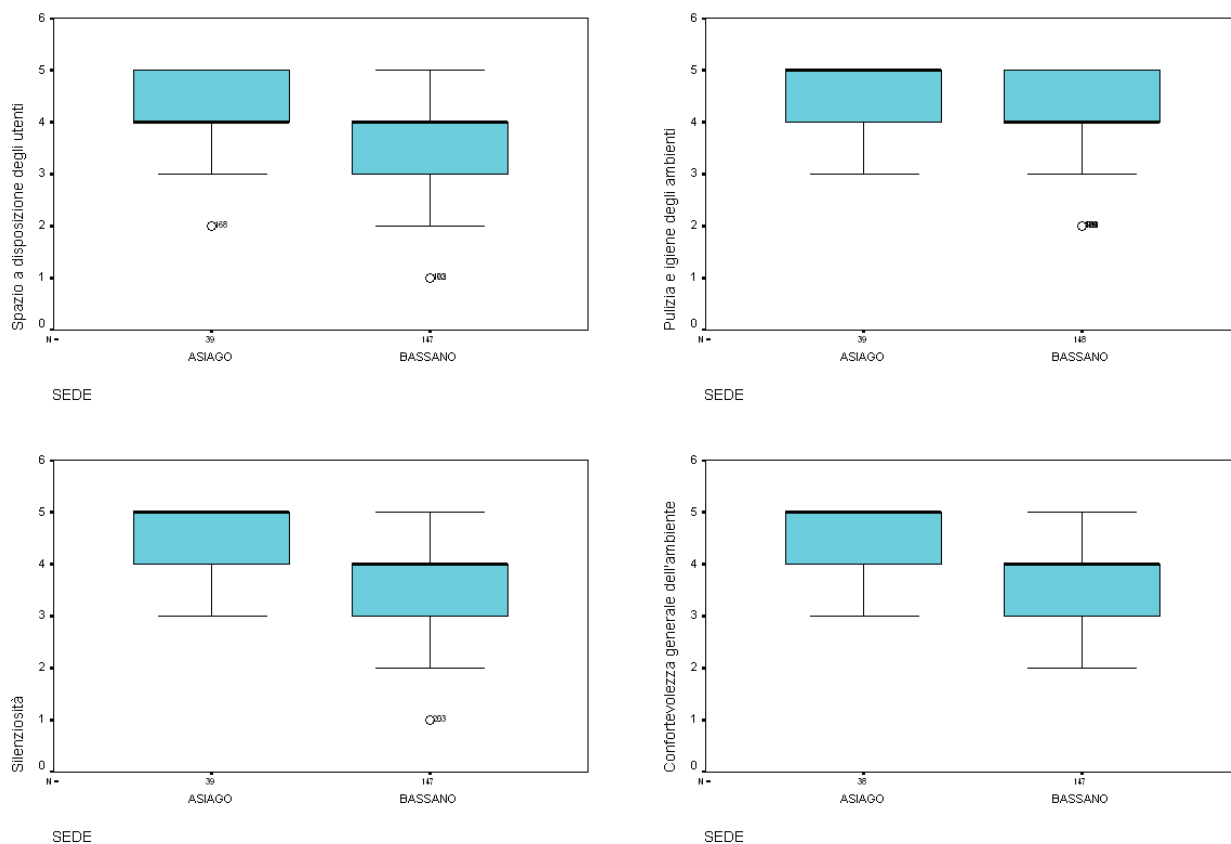 Spazio a disposizione degli utenti
6
5
4
3
2
1
0
168
N =
39
147
ASIAGO
BASSANO
SEDE
Pulizia e igiene degli ambienti
6
5
4
3
2
1
0
N =
39
148
ASIAGO
BASSANO
SEDE
Silenziosità
6
5
4
3
2
1
0
203
N =
39
147
ASIAGO
BASSANO
SEDE
Confortevolezza generale dell'ambiente
6
5
4
3
2
1
0
N =
38
147
ASIAGO
BASSANO
SEDE